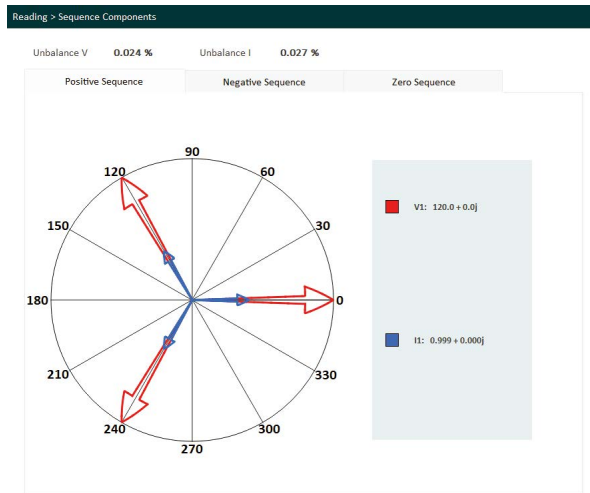 Reading > Sequence Components
Unbalance V 0.024 % Unbalance I 0.027 %
Positive Sequence Negative Sequence Zero Sequence
90
120 60
150 30
V1: 120.0 + 0.0j
180 0
I1: 0.999 + 0.000j
210 330
240 300
270